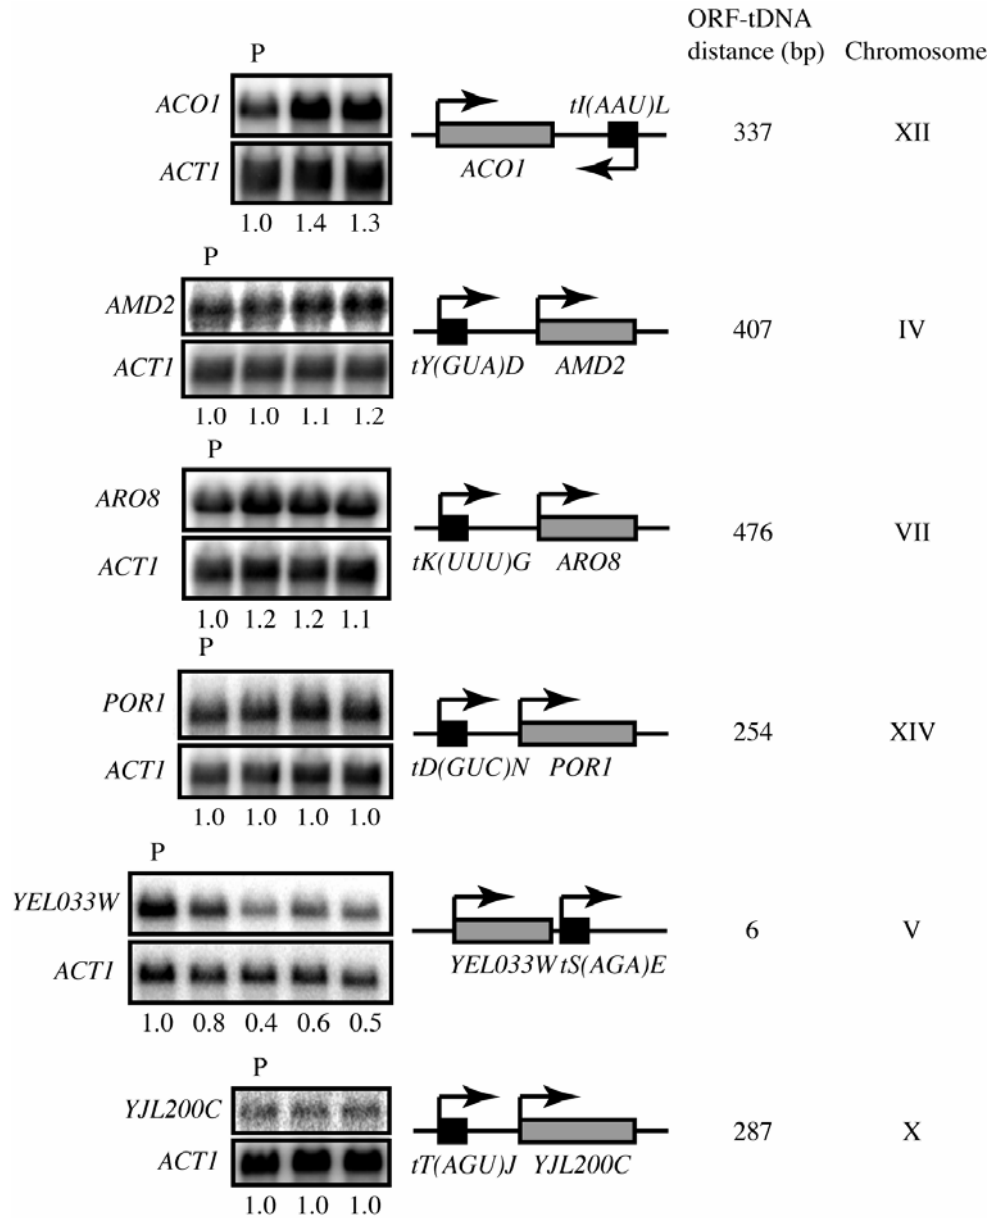 ORF-tDNA
distance (bp) Chromosome
P
ACO1 tI(AAU)L 337 XII
ACO1
ACT1
1.0 1.4 1.3
P
AMD2 407 IV
ACT1 tY(GUA)D AMD2
1.0 1.0 1.1 1.2
P
ARO8 476 VII
ACT1 tK(UUU)G ARO8
1.0 1.2 1.2 1.1
P
POR1 254 XIV
ACT1 tD(GUC)N POR1
1.0 1.0 1.0 1.0
P
YEL033W 6 V
ACT1 YEL033W tS(AGA)E
1.0 0.8 0.4 0.6 0.5
P
YJL200C 287 X
ACT1 tT(AGU)J YJL200C
1.0 1.0 1.0